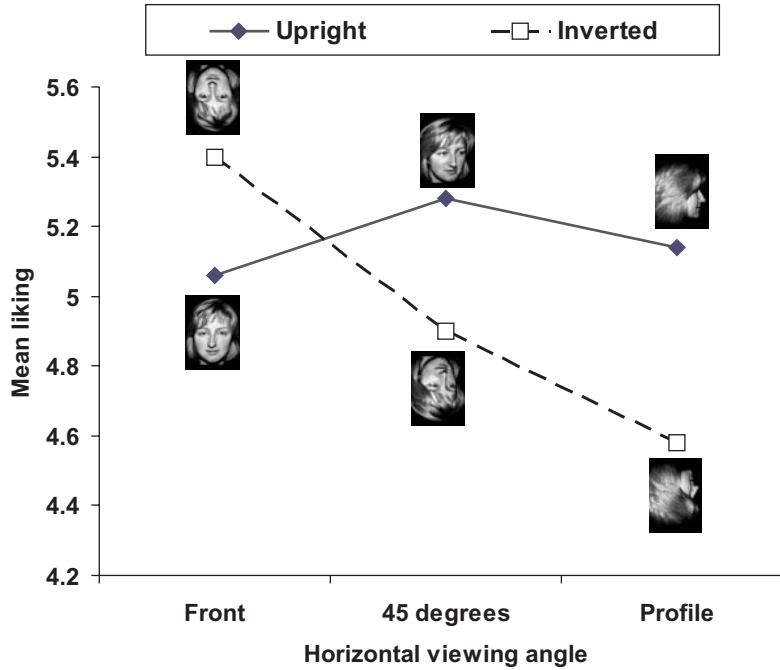 Upright Inverted
5.6
5.4
5.2
5
4.8
4.6
4.4
4.2
Mean liking
Front 45 degrees Profile
Horizontal viewing angle